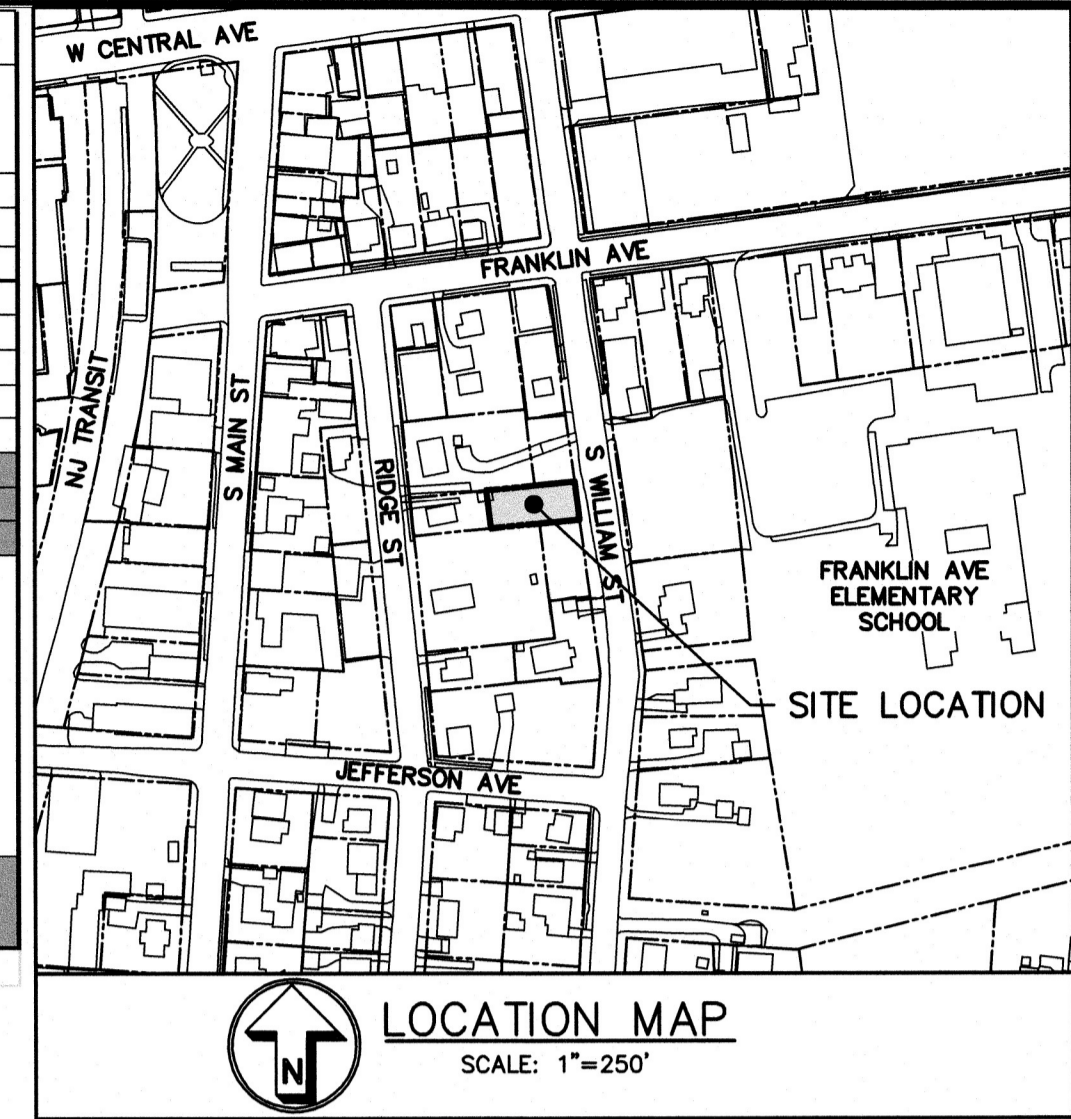 W CENTRAL AVE
FRANKLIN AVE
NJ TRANSIT
S MAIN ST
RIDGE ST
S WILLIAM ST
FRANKLIN AVE
ELEMENTARY
SCHOOL
SITE LOCATION
JEFFERSON AVE
N
LOCATION MAP
SCALE: 1"=250'